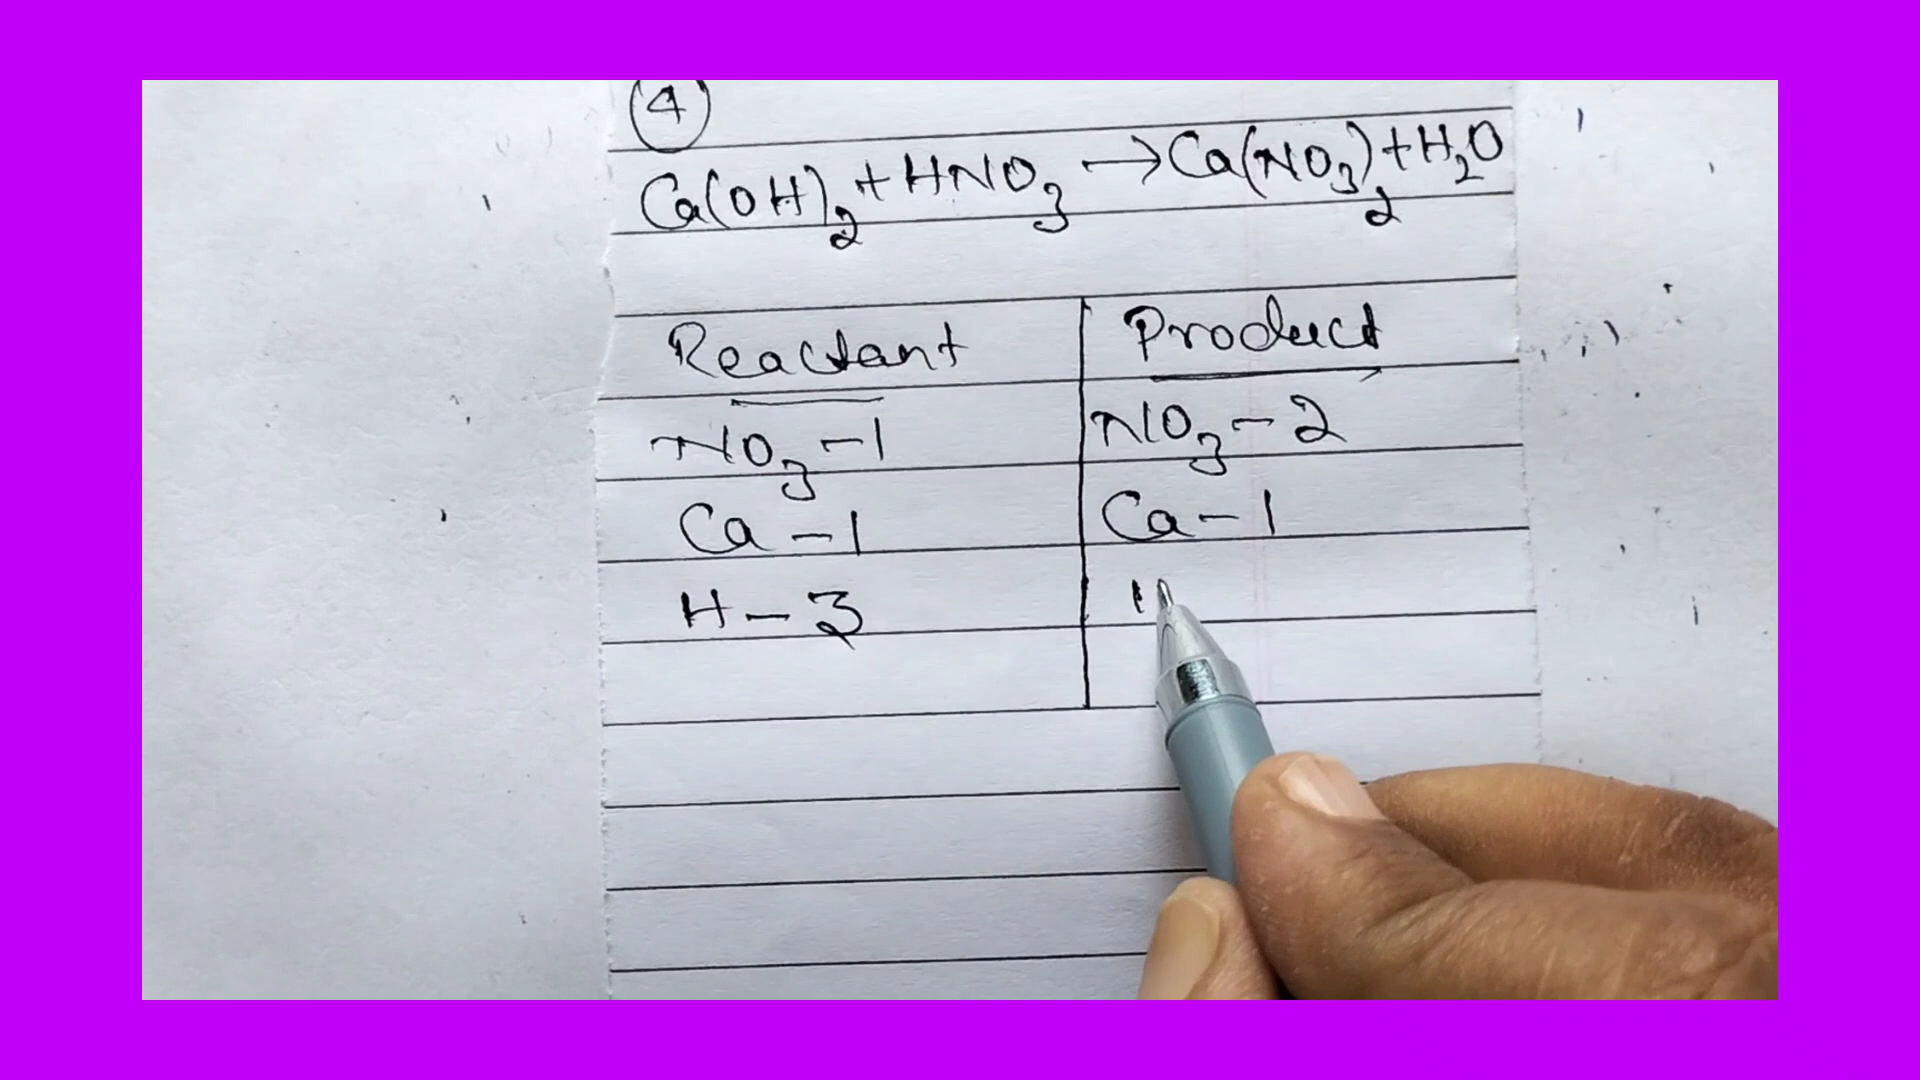 4
Ca(OH)₂ + HNO₃ → Ca(NO₃)₂ + H₂O
Reactant Product
NO₃ - 1 NO₃ - 2
Ca - 1 Ca - 1
H - 3